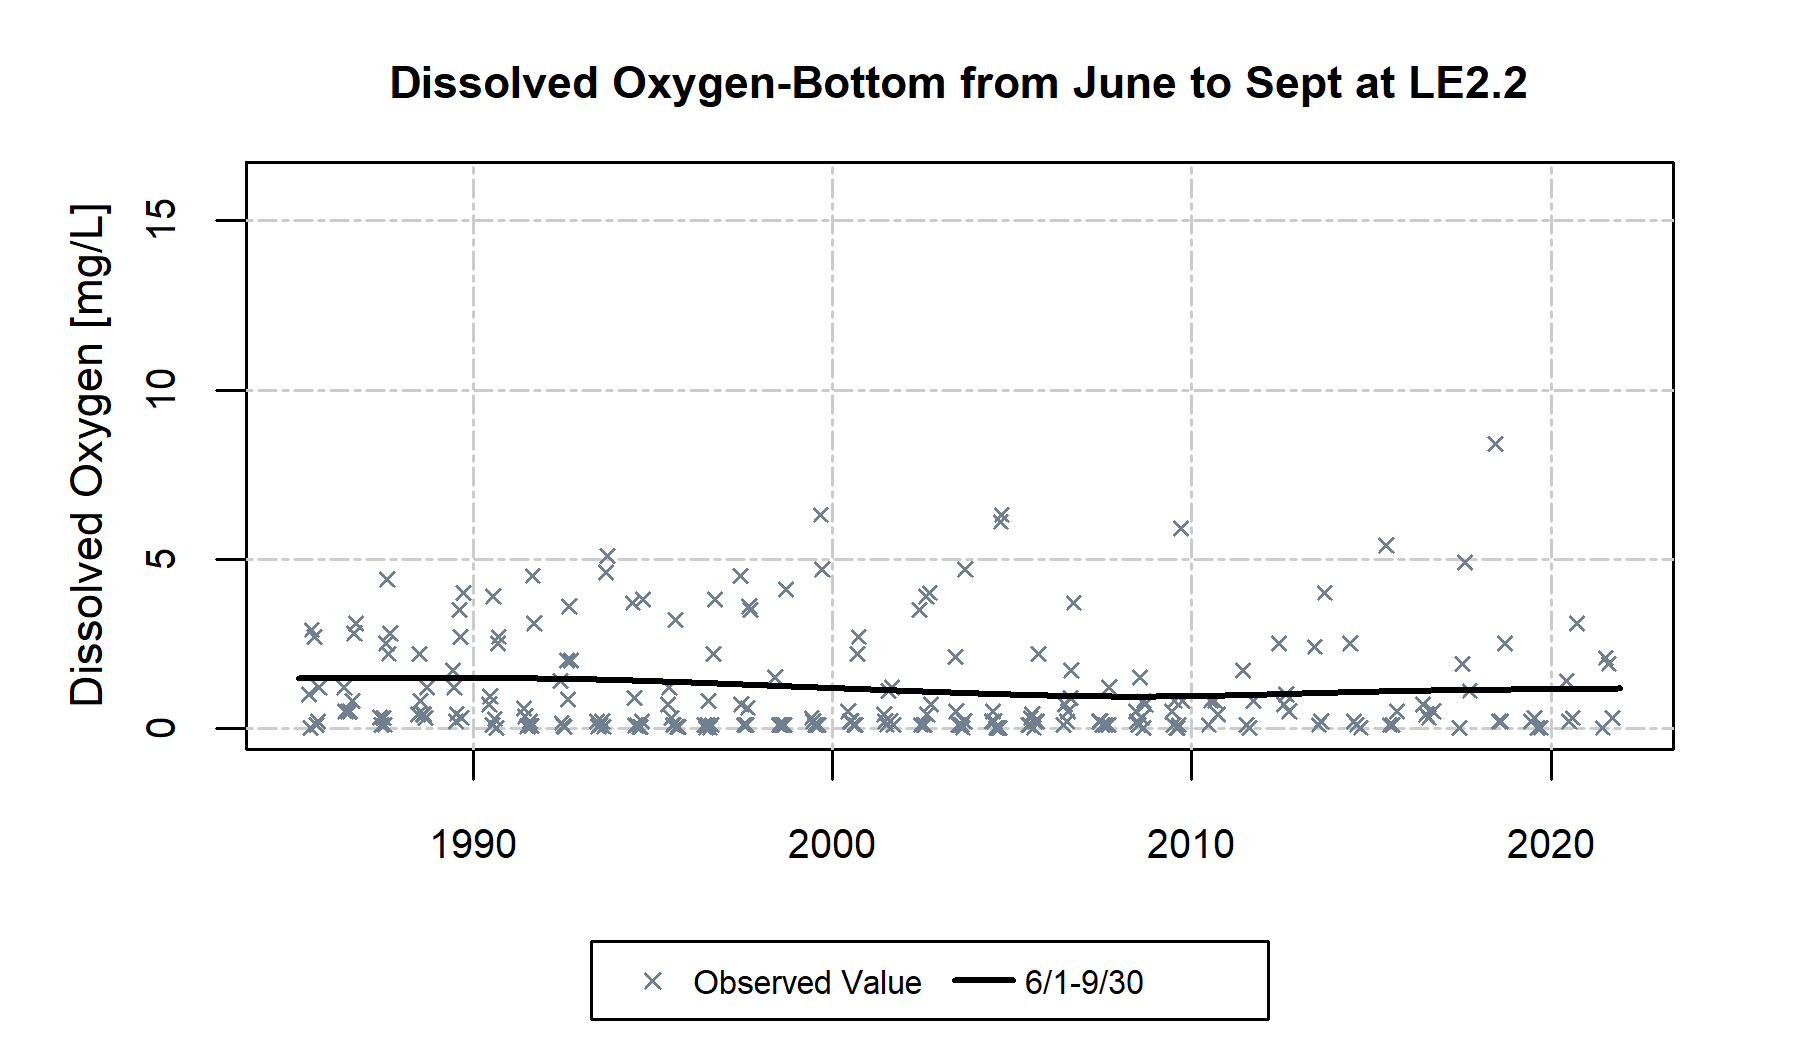 Dissolved Oxygen-Bottom from June to Sept at LE2.2
Dissolved Oxygen [mg/L]
15
10
5
0
1990 2000 2010 2020
Observed Value 6/1-9/30